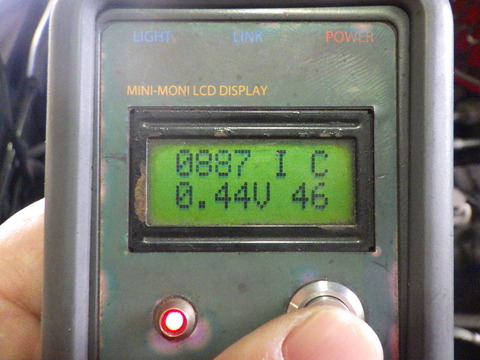 LIGHT LINK POWER
MINI-MONI LCD DISPLAY
0887 I C
0.44V 46